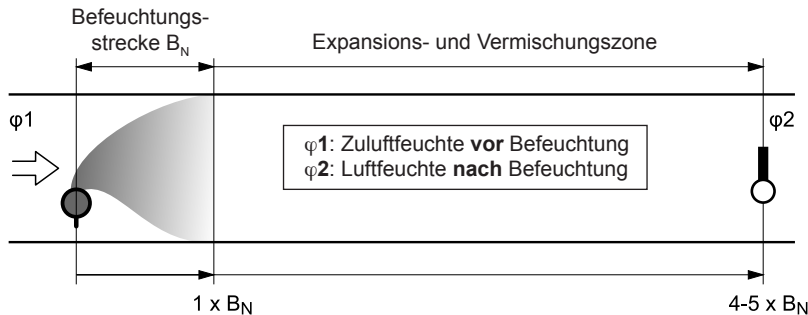 Befeuchtungs-
strecke B_N
Expansions- und Vermischungszone
φ1
φ2
φ1: Zuluftfeuchte vor Befeuchtung
φ2: Luftfeuchte nach Befeuchtung
1 x B_N
4-5 x B_N